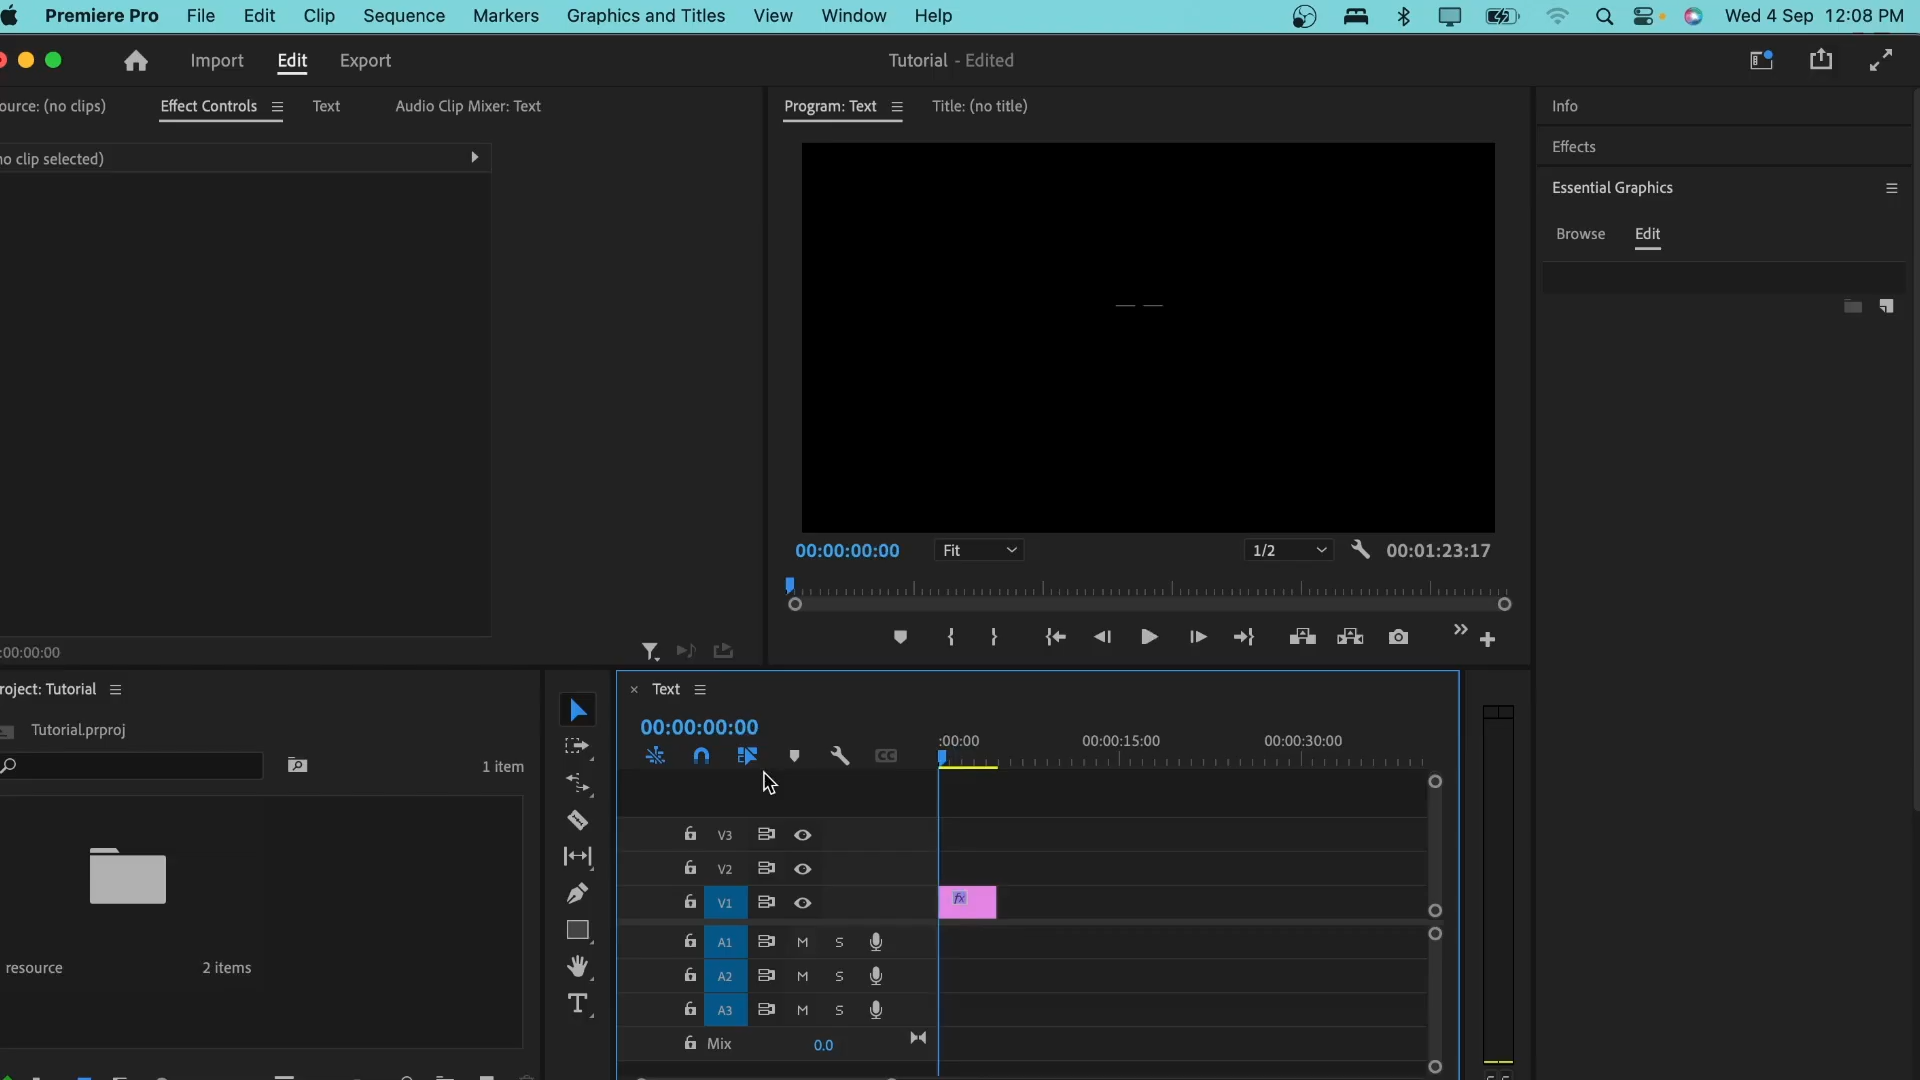 Premiere Pro File Edit Clip Sequence Markers Graphics and Titles View Window Help Wed 4 Sep 12:08 PM
Import Edit Export Tutorial - Edited
ource: (no clips) Effect Controls Text Audio Clip Mixer: Text Program: Text Title: (no title) Info
no clip selected)
Effects
Essential Graphics
Browse Edit
00:00:00:00 Fit 1/2 00:01:23:17
:00:00:00
roject: Tutorial
Tutorial.prproj
1 item
resource 2 items
× Text
00:00:00:00
:00:00 00:00:15:00 00:00:30:00
CC
V3
V2
V1 fx
A1 M S
A2 M S
A3 M S
Mix 0.0
T